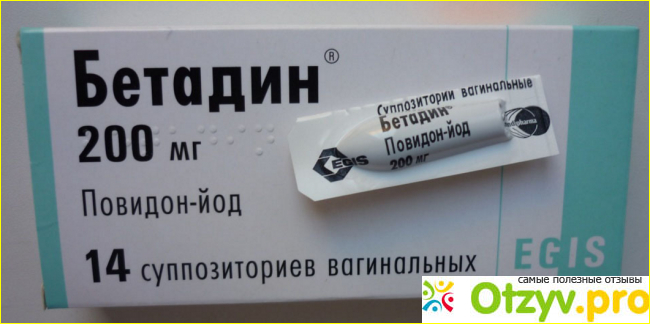 Бетадин®
200 мг
Повидон-йод
14 суппозиториев вагинальных
EGIS
Суппозитории вагинальные
Бетадин®
Повидон-йод
200 мг
EGIS
самые полезные отзывы
Otzyv.pro